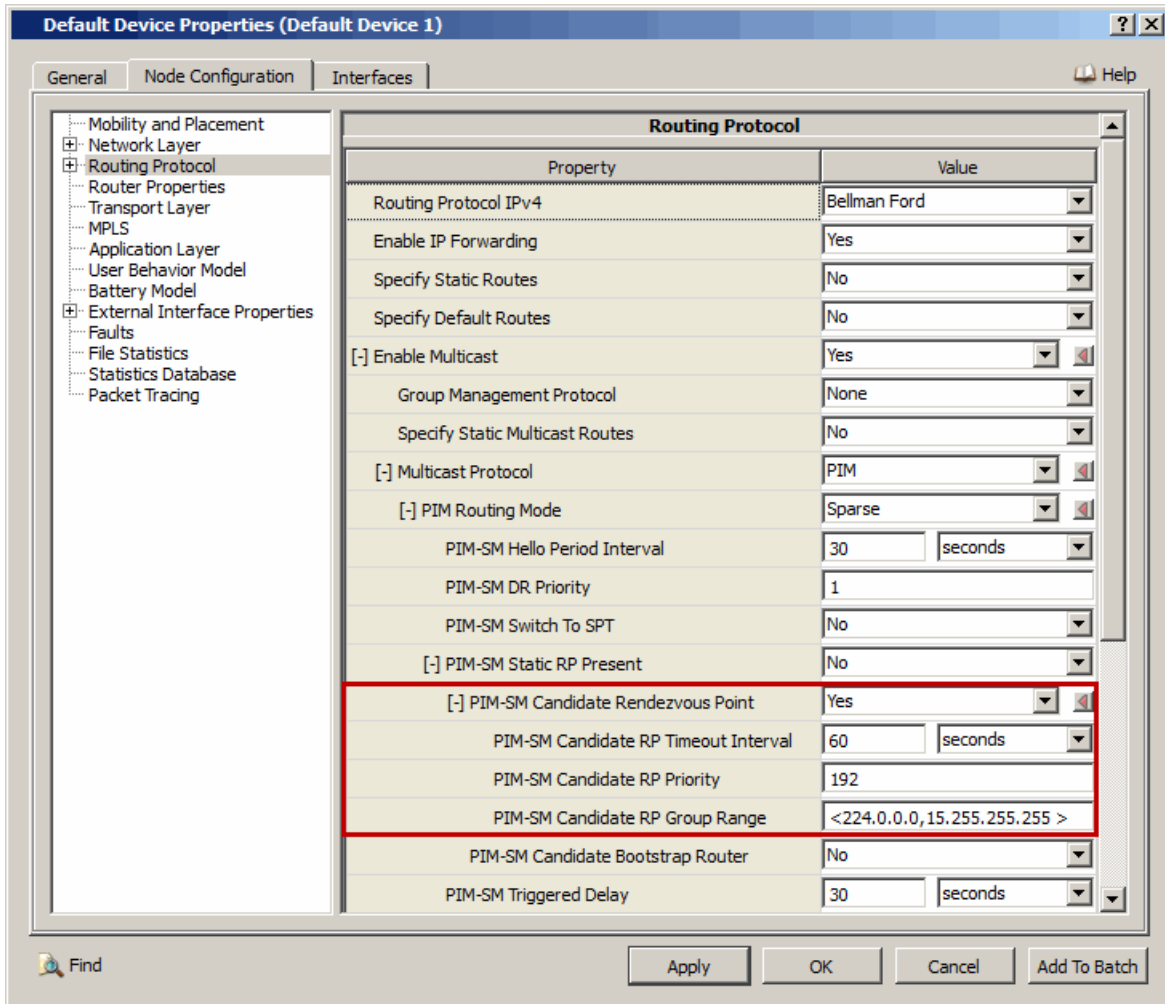 Default Device Properties (Default Device 1)
?
General
Node Configuration
Interfaces
Help
Mobility and Placement
Network Layer
Routing Protocol
Router Properties
Transport Layer
MPLS
Application Layer
User Behavior Model
Battery Model
External Interface Properties
Faults
File Statistics
Statistics Database
Packet Tracing
Routing Protocol
Property Value
Routing Protocol IPv4 Bellman Ford
Enable IP Forwarding Yes
Specify Static Routes No
Specify Default Routes No
[-] Enable Multicast Yes
Group Management Protocol None
Specify Static Multicast Routes No
[-] Multicast Protocol PIM
[-] PIM Routing Mode Sparse
PIM-SM Hello Period Interval 30 seconds
PIM-SM DR Priority 1
PIM-SM Switch To SPT No
[-] PIM-SM Static RP Present No
[-] PIM-SM Candidate Rendezvous Point Yes
PIM-SM Candidate RP Timeout Interval 60 seconds
PIM-SM Candidate RP Priority 192
PIM-SM Candidate RP Group Range <224.0.0.0,15.255.255.255 >
PIM-SM Candidate Bootstrap Router No
PIM-SM Triggered Delay 30 seconds
Find
Apply
OK
Cancel
Add To Batch